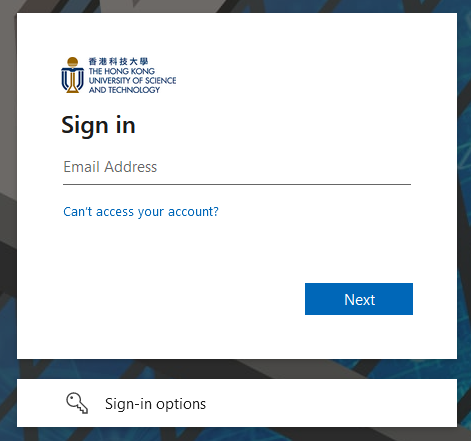 香港科技大學
THE HONG KONG
UNIVERSITY OF SCIENCE
AND TECHNOLOGY
Sign in
Email Address
Can't access your account?
Next
Sign-in options